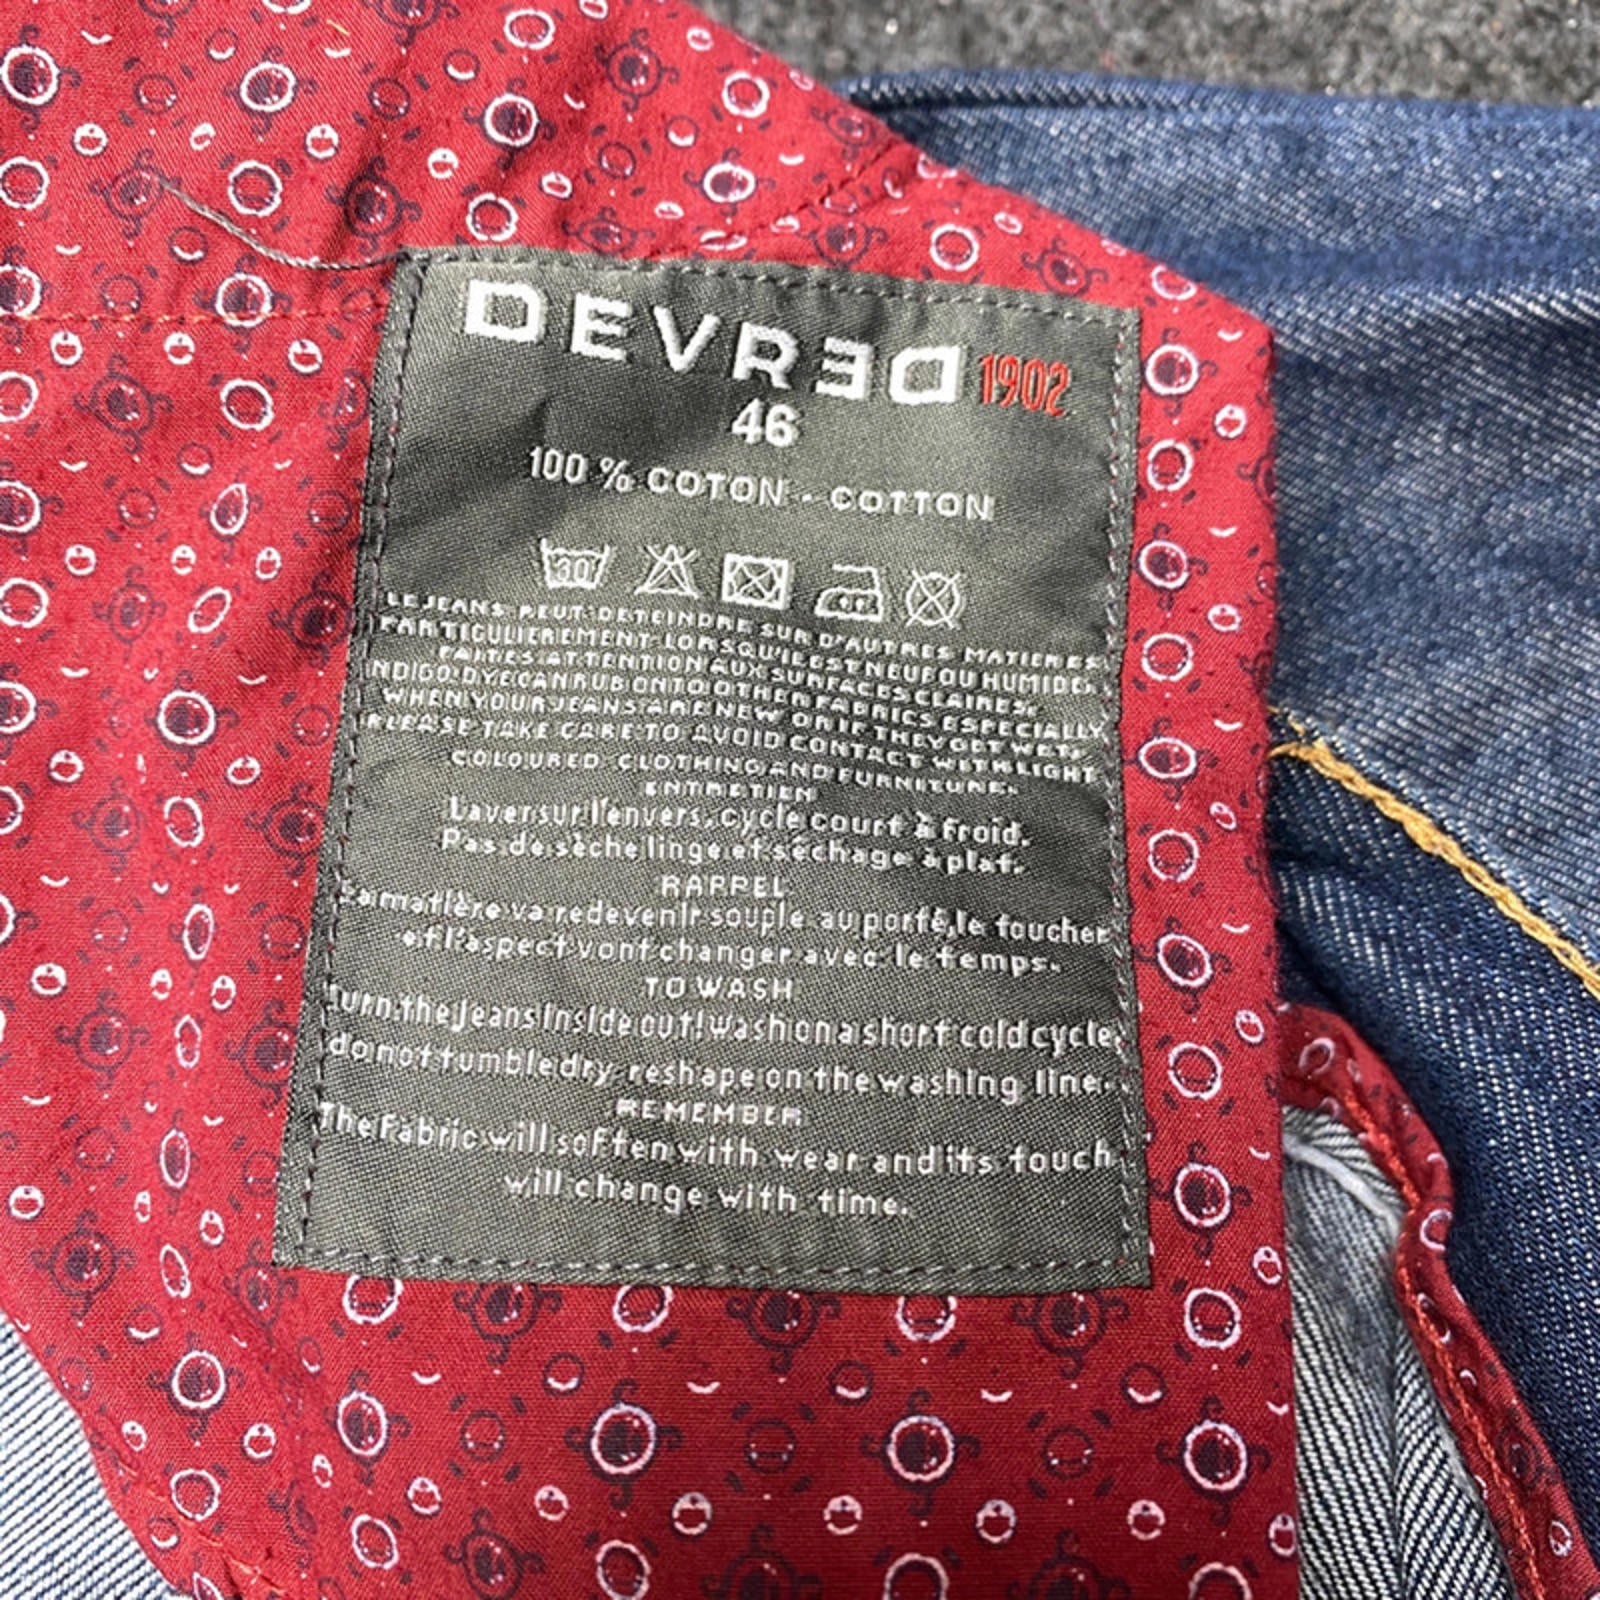 DEVRED 1902
46
100 % COTON - COTTON
30
LE JEANS PEUT DETEINDRE SUR D'AUTRES MATIERES
PARTICULIEREMENT LORSQU'IL EST NEUF OU HUMIDE.
FAITES ATTENTION AUX SURFACES CLAIRES.
INDIGO DYE CAN RUB ONTO OTHER FABRICS ESPECIALLY
WHEN YOUR JEANS ARE NEW OR IF THEY GET WET.
PLEASE TAKE CARE TO AVOID CONTACT WITH LIGHT
COLOURED CLOTHING AND FURNITURE.
ENTRETIEN
Laver sur l'envers, cycle court à froid.
Pas de sèche linge et séchage à plat.
RAPPEL
La matière va redevenir souple au porté, le toucher
et l'aspect vont changer avec le temps.
TO WASH
Turn the jeans inside out! wash on a short cold cycle,
do not tumble dry reshape on the washing line.
REMEMBER
The Fabric will soften with wear and its touch
will change with time.